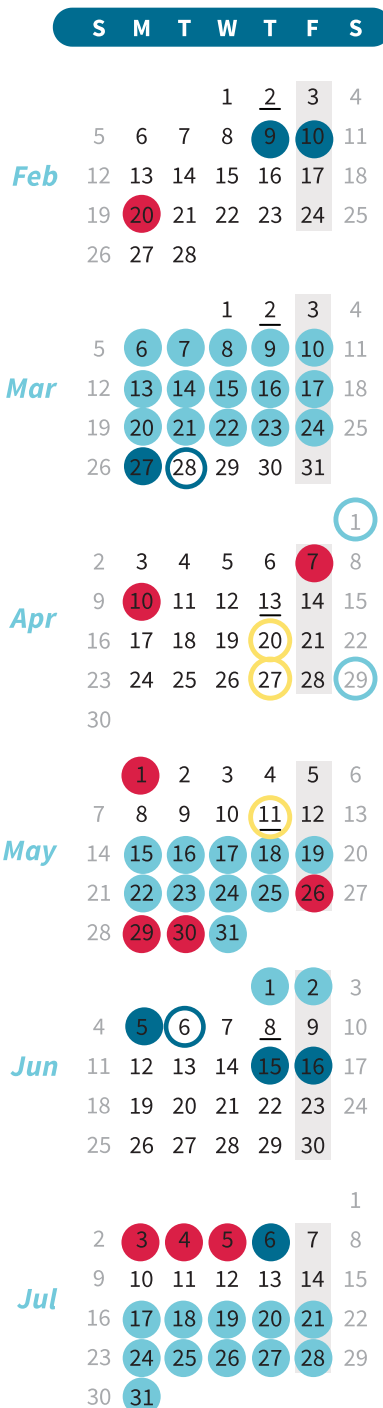 S M T W T F S
1 2 3 4
5 6 7 8 9 10 11
Feb
12 13 14 15 16 17 18
19 20 21 22 23 24 25
26 27 28
1 2 3 4
5 6 7 8 9 10 11
Mar
12 13 14 15 16 17 18
19 20 21 22 23 24 25
26 27 28 29 30 31
1
2 3 4 5 6 7 8
9 10 11 12 13 14 15
Apr
16 17 18 19 20 21 22
23 24 25 26 27 28 29
30
1 2 3 4 5 6
7 8 9 10 11 12 13
May
14 15 16 17 18 19 20
21 22 23 24 25 26 27
28 29 30 31
1 2 3
4 5 6 7 8 9 10
Jun
11 12 13 14 15 16 17
18 19 20 21 22 23 24
25 26 27 28 29 30
1
2 3 4 5 6 7 8
9 10 11 12 13 14 15
Jul
16 17 18 19 20 21 22
23 24 25 26 27 28 29
30 31